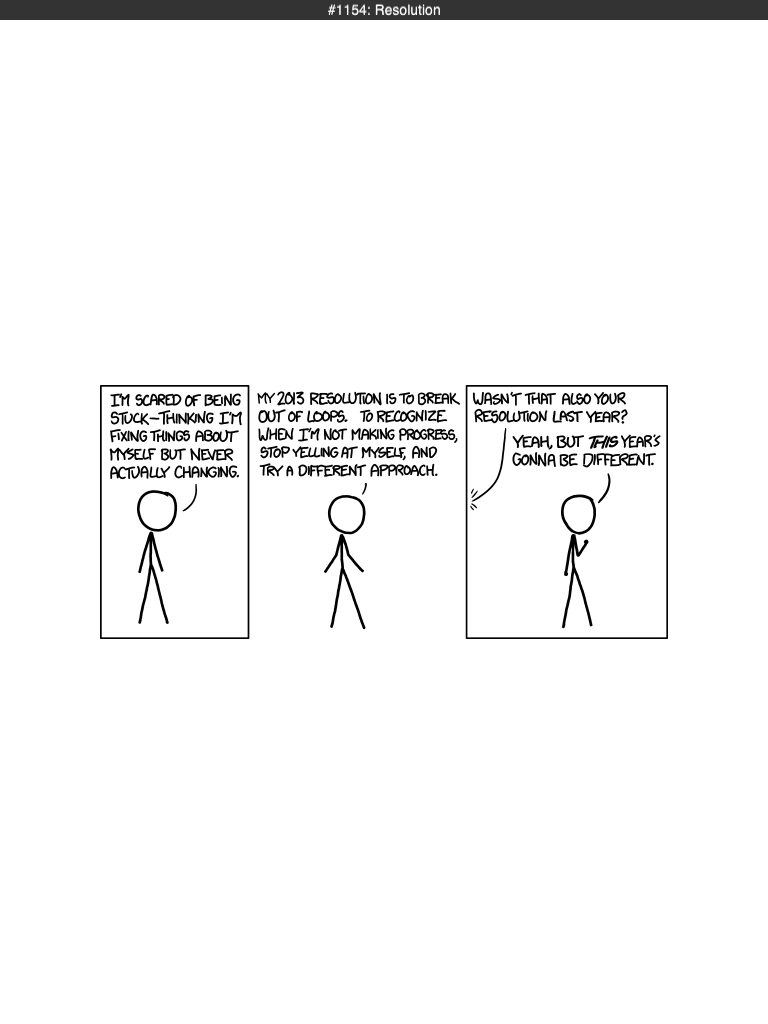 #1154: Resolution
I'M SCARED OF BEING
STUCK—THINKING I'M
FIXING THINGS ABOUT
MYSELF BUT NEVER
ACTUALLY CHANGING.
MY 2013 RESOLUTION IS TO BREAK
OUT OF LOOPS. TO RECOGNIZE
WHEN I'M NOT MAKING PROGRESS,
STOP YELLING AT MYSELF, AND
TRY A DIFFERENT APPROACH.
WASN'T THAT ALSO YOUR
RESOLUTION LAST YEAR?
YEAH, BUT THIS YEAR'S
GONNA BE DIFFERENT.